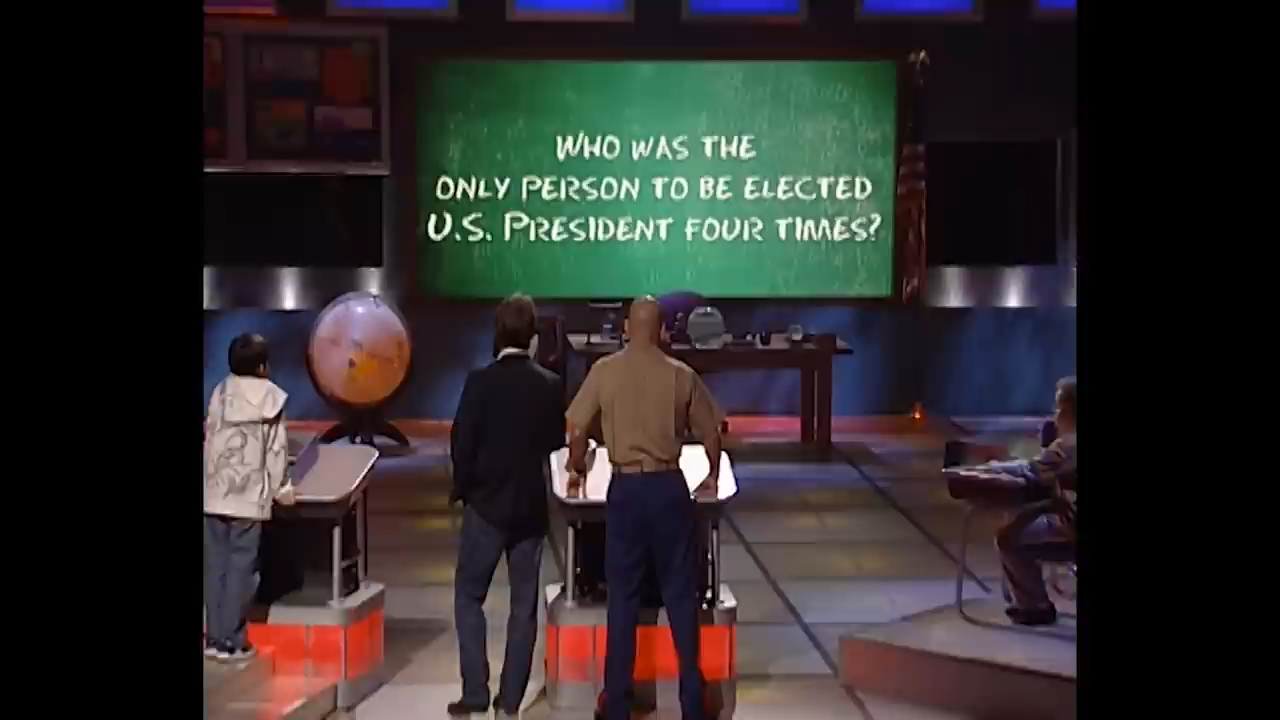 Who was the
only person to be elected
U.S. President four times?